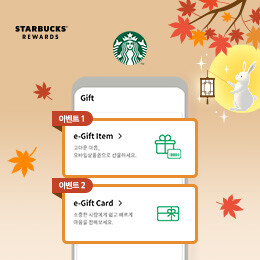 STARBUCKS®
REWARDS
Gift
이벤트 1
e-Gift Item >
고마운 마음,
모바일상품권으로 선물하세요.
이벤트 2
e-Gift Card >
소중한 사람에게 쉽고 빠르게
마음을 전해보세요.